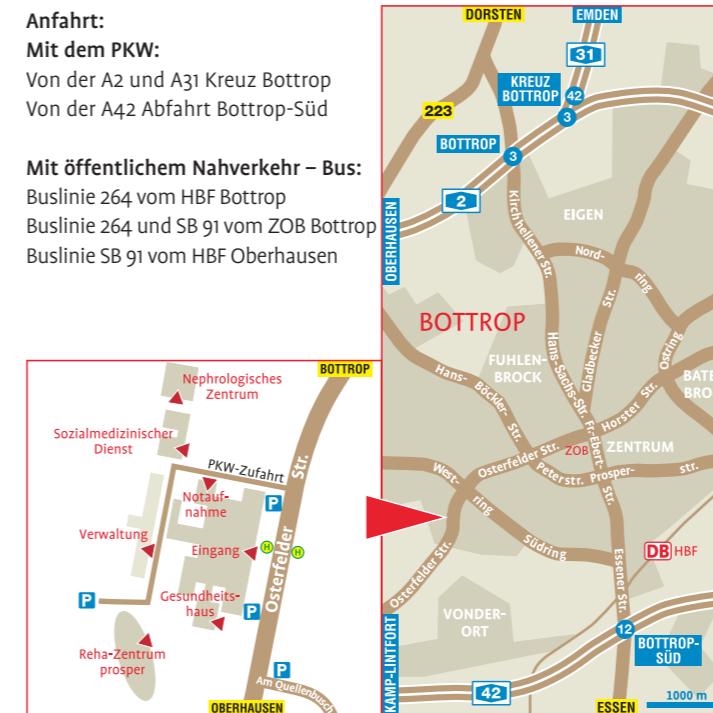 Anfahrt:
Mit dem PKW:
Von der A2 und A31 Kreuz Bottrop
Von der A42 Abfahrt Bottrop-Süd
Mit öffentlichem Nahverkehr – Bus:
Buslinie 264 vom HBF Bottrop
Buslinie 264 und SB 91 vom ZOB Bottrop
Buslinie SB 91 vom HBF Oberhausen
DORSTEN
EMDEN
31
KREUZ
BOTTROP
42
3
223
BOTTROP
3
2
OBERHAUSEN
Kirchhellener Str.
EIGEN
Nord-
ring
BOTTROP
Gladbecker Str.
Ostring
FUHLEN-
BROCK
Hans-Sachs-Str.
BATE
BRO
Hans-
Böckler-
Str.
Horster Str.
Fr.-Ebert-
Str.
ZOB
ZENTRUM
Osterfelder Str.
Peterstr.
Prosper-
str.
West-
ring
Südring
DB
HBF
Essener Str.
Osterfelder Str.
VONDER-
ORT
12
BOTTROP-
SÜD
KAMP-LINTFORT
42
ESSEN
1000 m
BOTTROP
Nephrologisches
Zentrum
Sozialmedizinischer
Dienst
PKW-Zufahrt
Notauf-
nahme
P
Verwaltung
Eingang
H
H
Osterfelder
Str.
Gesundheits-
haus
P
P
Reha-Zentrum
prosper
P
Am Quellenbusch
OBERHAUSEN